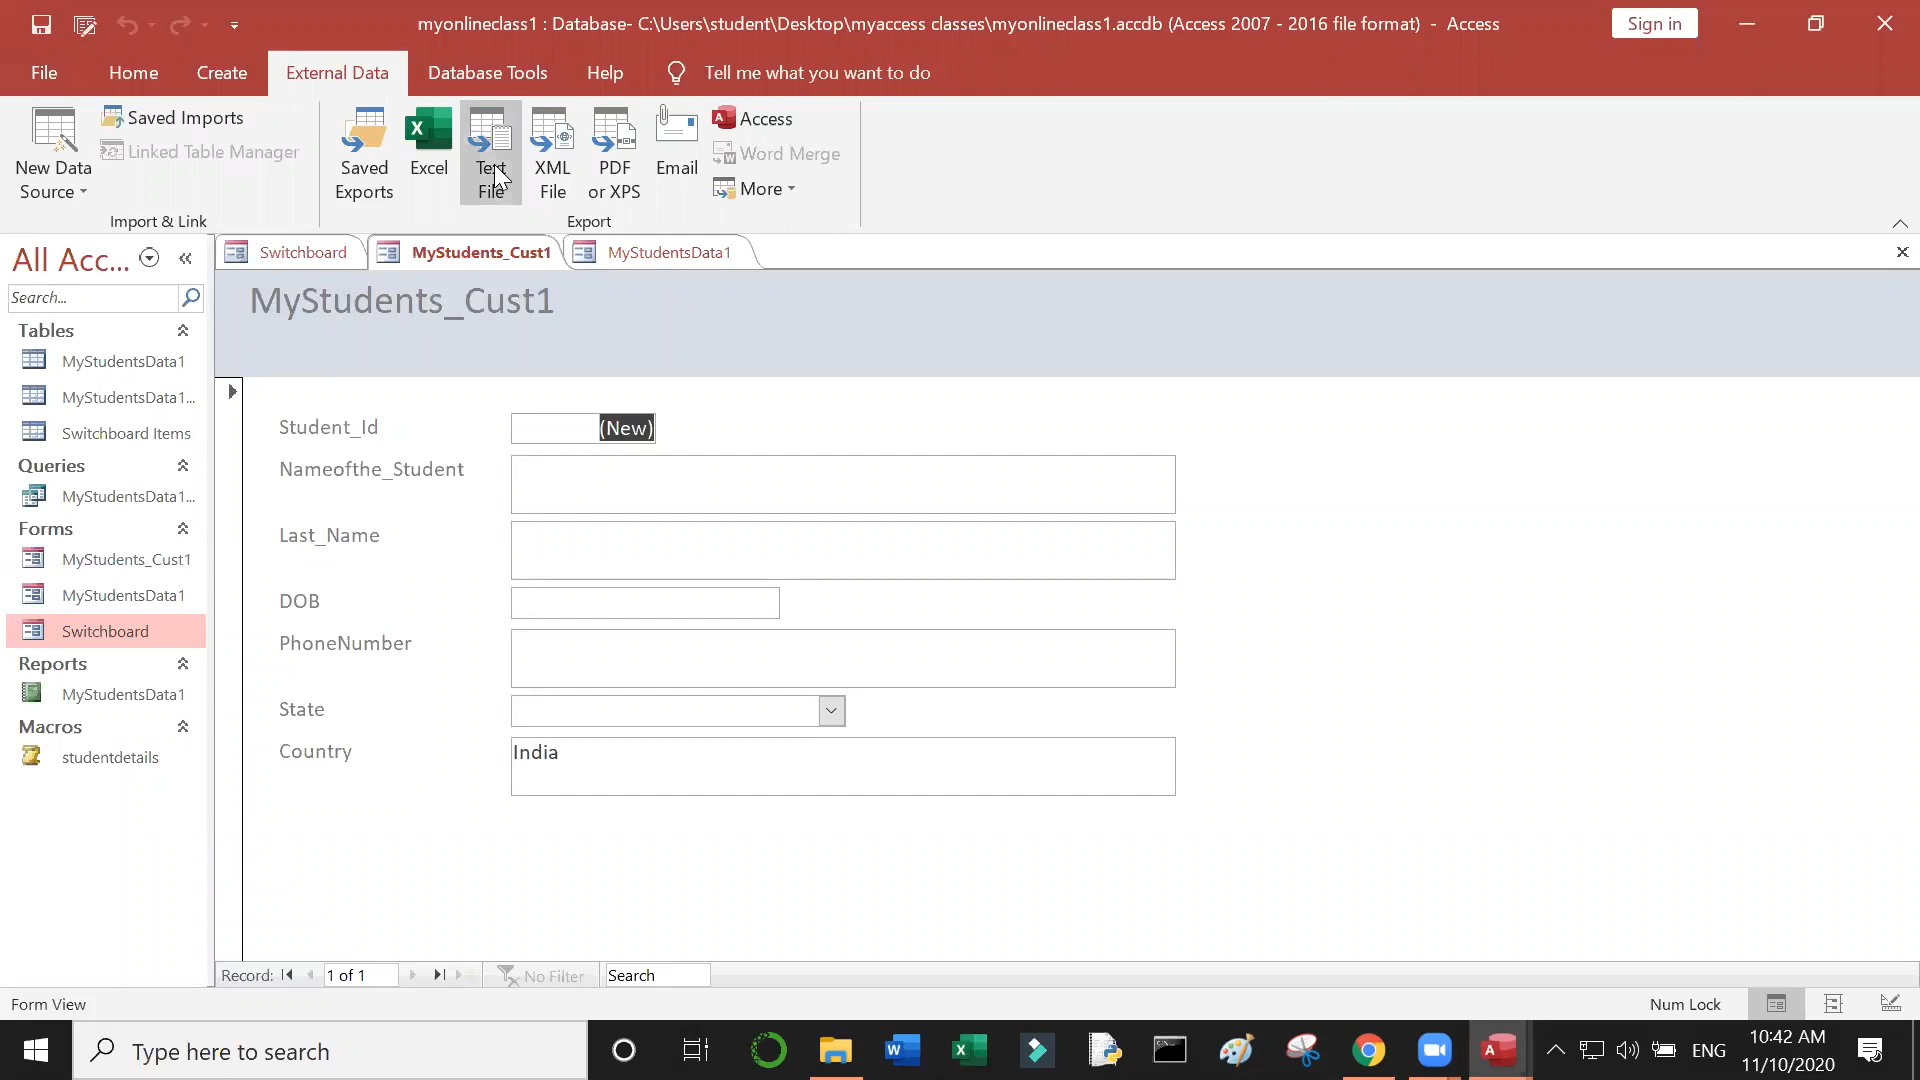 myonlineclass1 : Database- C:\Users\student\Desktop\myaccess classes\myonlineclass1.accdb (Access 2007 - 2016 file format) - Access
Sign in
File Home Create External Data Database Tools Help Tell me what you want to do
New Data Source
Saved Imports
Linked Table Manager
Import & Link
Saved Exports
Excel
Text File
XML File
PDF or XPS
Email
Access
Word Merge
More
Export
All Acc...
Search...
Tables
MyStudentsData1
MyStudentsData1...
Switchboard Items
Queries
MyStudentsData1...
Forms
MyStudents_Cust1
MyStudentsData1
Switchboard
Reports
MyStudentsData1
Macros
studentdetails
Switchboard MyStudents_Cust1 MyStudentsData1
MyStudents_Cust1
Student_Id (New)
Nameofthe_Student
Last_Name
DOB
PhoneNumber
State
Country India
Record: 1 of 1 No Filter Search
Form View Num Lock
Type here to search
ENG
10:42 AM
11/10/2020